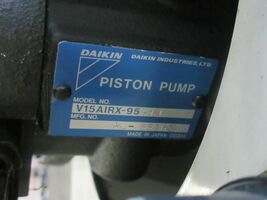 DAIKIN
DAIKIN INDUSTRIES, LTD.
PISTON PUMP
MODEL NO.
V15A1RX-95
MFG. NO.
MADE IN JAPAN